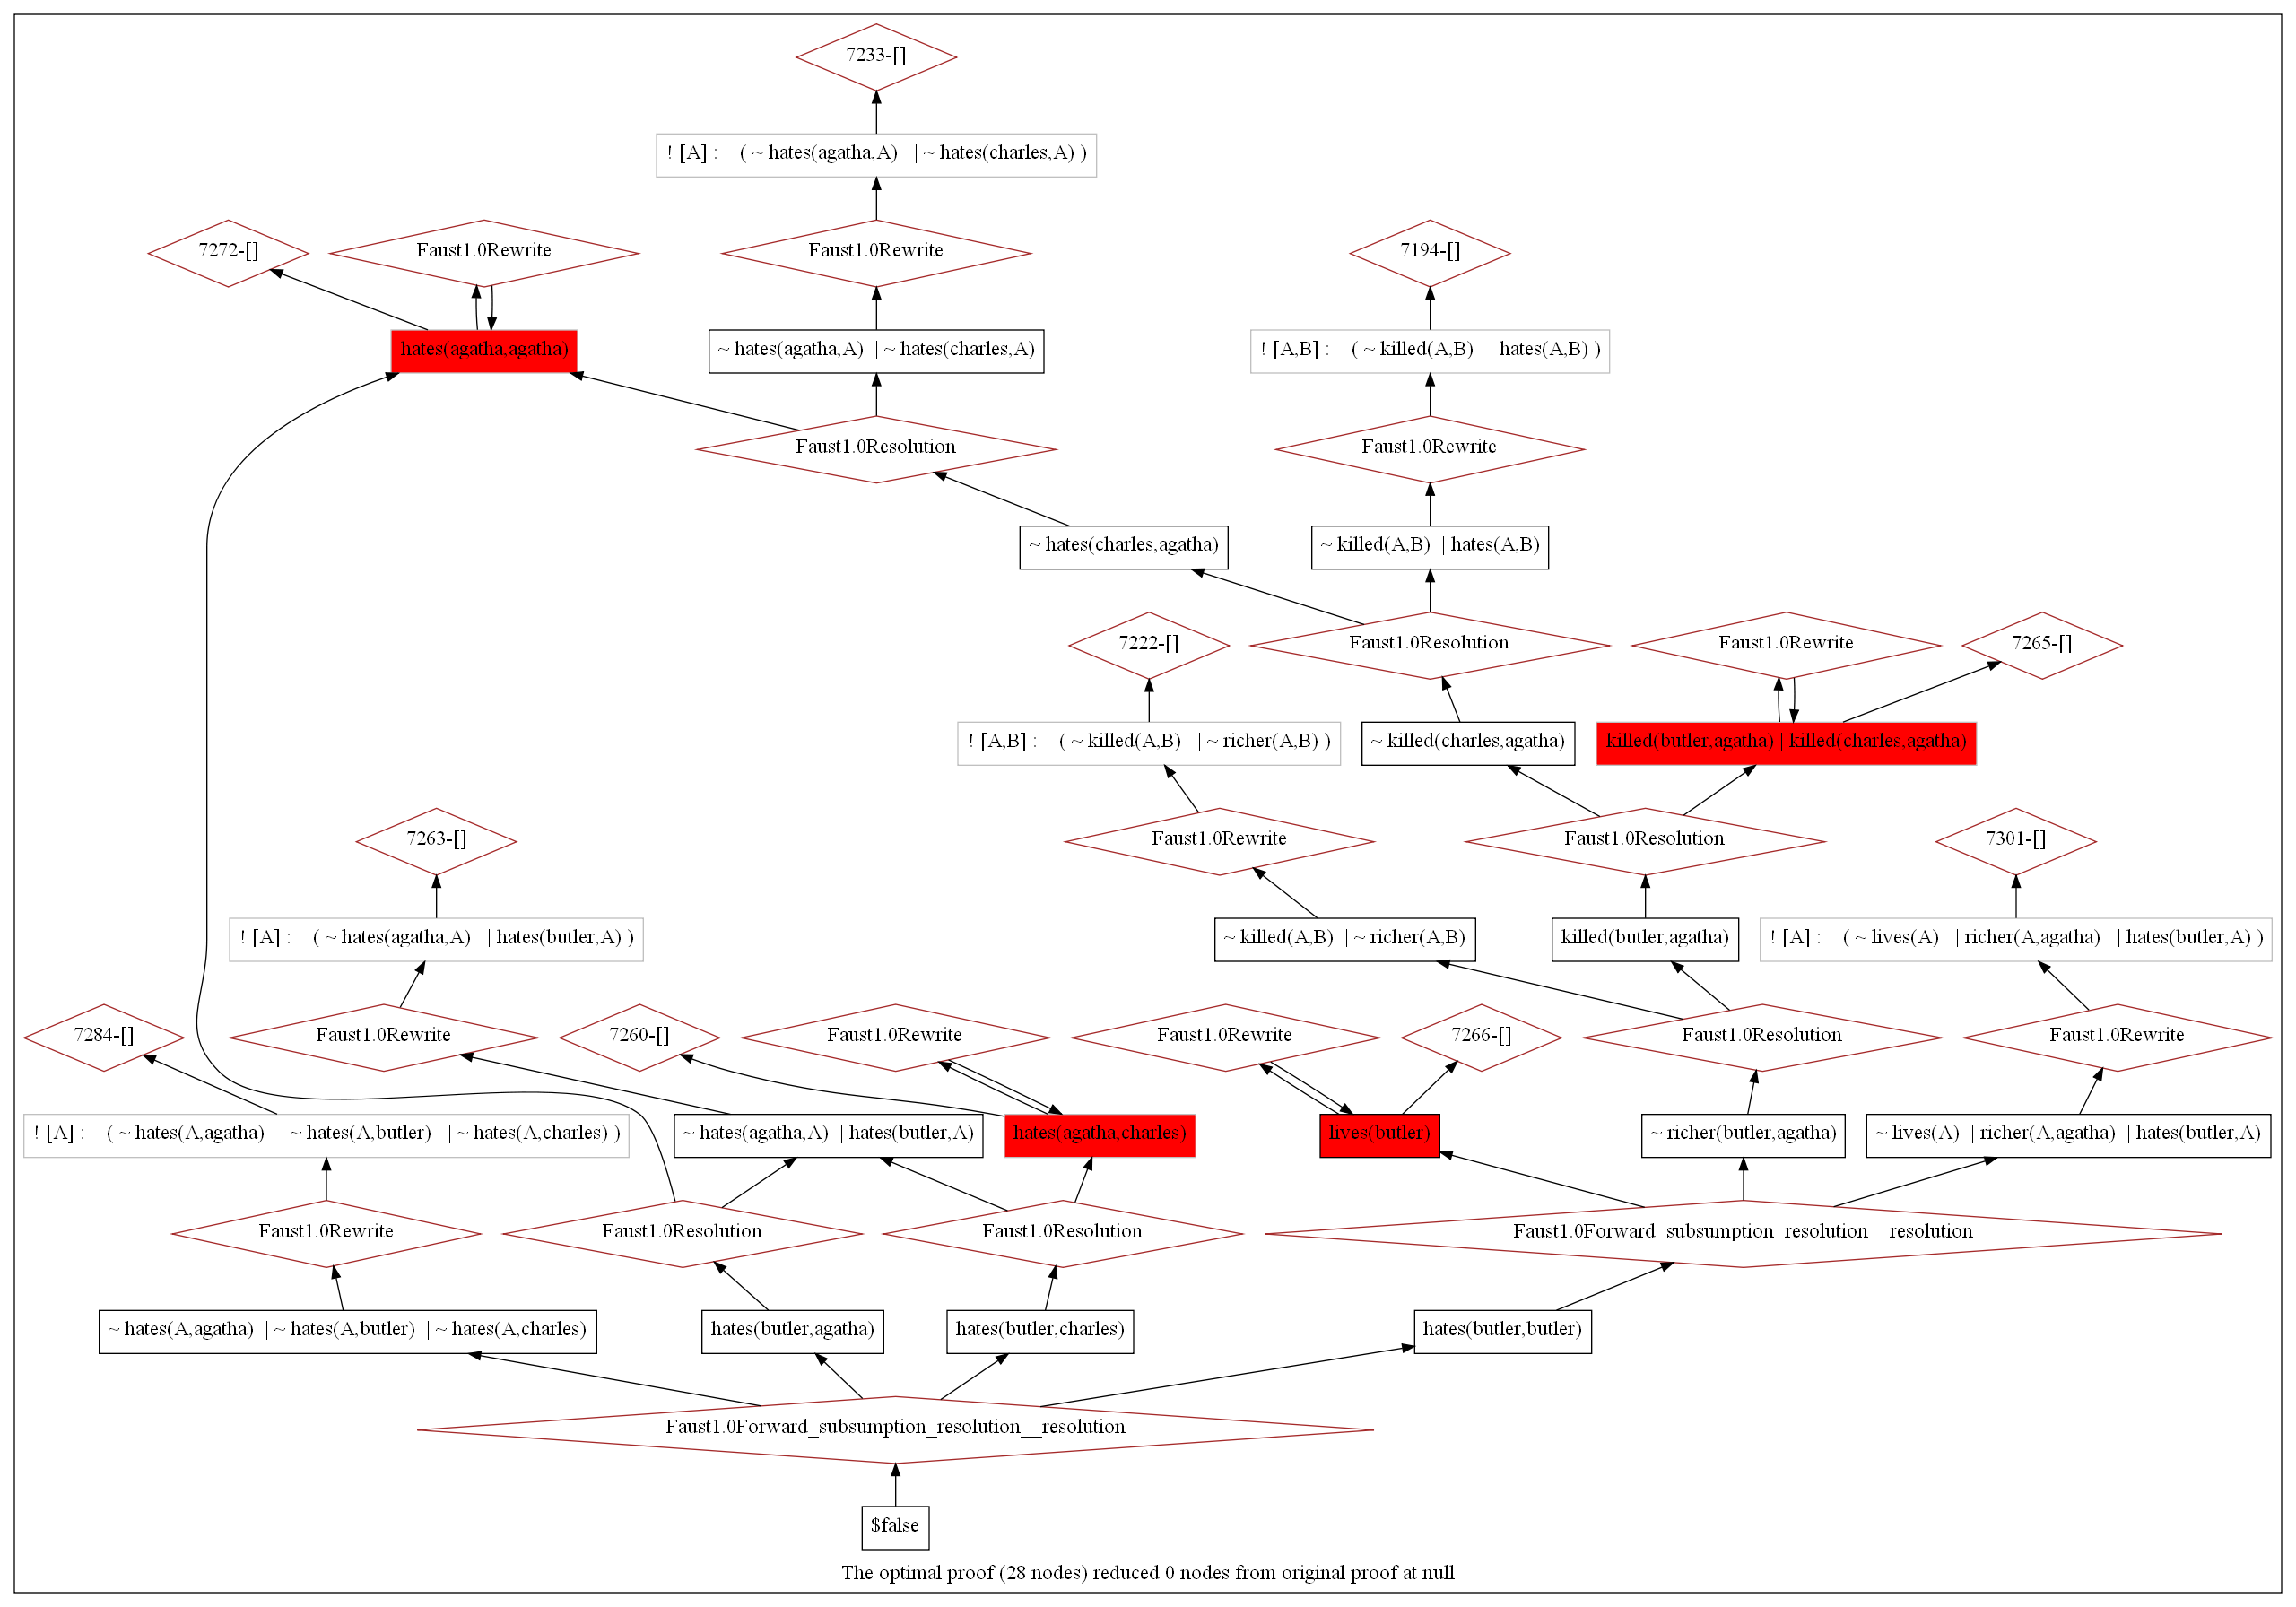 7233-[]
! [A] : ( ~ hates(agatha,A) | ~ hates(charles,A) )
7272-[]
Faust1.0Rewrite
Faust1.0Rewrite
7194-[]
hates(agatha,agatha)
~ hates(agatha,A) | ~ hates(charles,A)
! [A,B] : ( ~ killed(A,B) | hates(A,B) )
Faust1.0Resolution
Faust1.0Rewrite
~ hates(charles,agatha)
~ killed(A,B) | hates(A,B)
7222-[]
Faust1.0Resolution
Faust1.0Rewrite
7265-[]
! [A,B] : ( ~ killed(A,B) | ~ richer(A,B) )
~ killed(charles,agatha)
killed(butler,agatha) | killed(charles,agatha)
7263-[]
Faust1.0Rewrite
Faust1.0Resolution
7301-[]
! [A] : ( ~ hates(agatha,A) | hates(butler,A) )
~ killed(A,B) | ~ richer(A,B)
killed(butler,agatha)
! [A] : ( ~ lives(A) | richer(A,agatha) | hates(butler,A) )
7284-[]
Faust1.0Rewrite
7260-[]
Faust1.0Rewrite
Faust1.0Rewrite
7266-[]
Faust1.0Resolution
Faust1.0Rewrite
! [A] : ( ~ hates(A,agatha) | ~ hates(A,butler) | ~ hates(A,charles) )
~ hates(agatha,A) | hates(butler,A)
hates(agatha,charles)
lives(butler)
~ richer(butler,agatha)
~ lives(A) | richer(A,agatha) | hates(butler,A)
Faust1.0Rewrite
Faust1.0Resolution
Faust1.0Resolution
Faust1.0Forward_subsumption_resolution__resolution
~ hates(A,agatha) | ~ hates(A,butler) | ~ hates(A,charles)
hates(butler,agatha)
hates(butler,charles)
hates(butler,butler)
Faust1.0Forward_subsumption_resolution__resolution
$false
The optimal proof (28 nodes) reduced 0 nodes from original proof at null